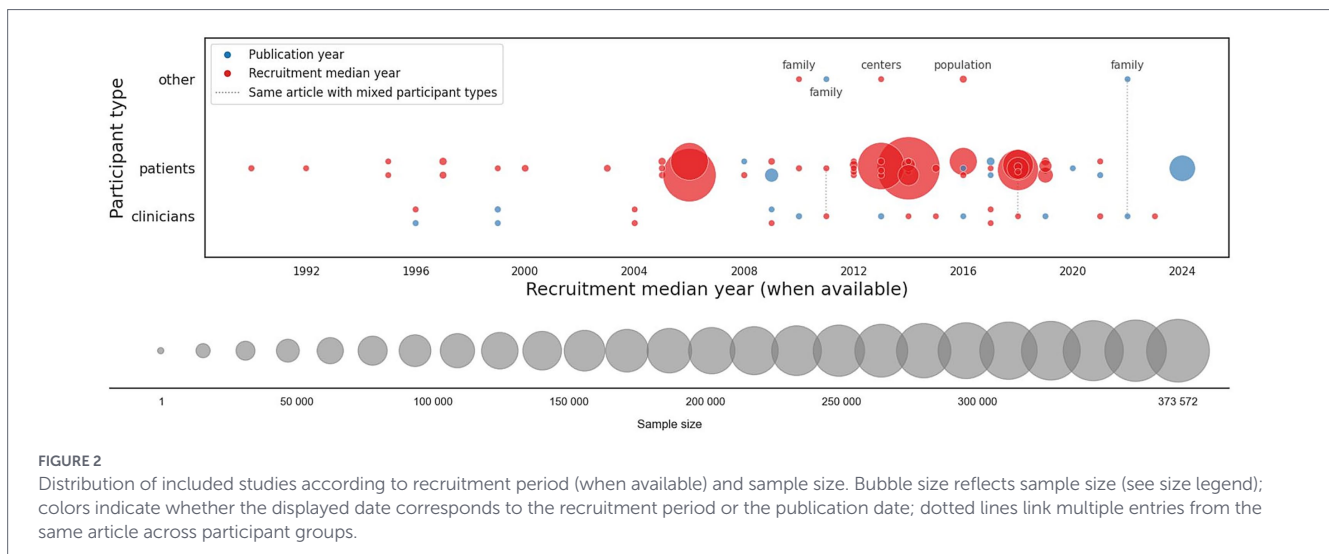 Publication year
Recruitment median year
Same article with mixed participant types
family
centers
population
family
family
other
patients
clinicians
Participant type
1992
1996
2000
2004
2008
2012
2016
2020
2024
Recruitment median year (when available)
1
50 000
100 000
150 000
200 000
250 000
300 000
373 572
Sample size
FIGURE 2
Distribution of included studies according to recruitment period (when available) and sample size. Bubble size reflects sample size (see size legend);
colors indicate whether the displayed date corresponds to the recruitment period or the publication date; dotted lines link multiple entries from the
same article across participant groups.